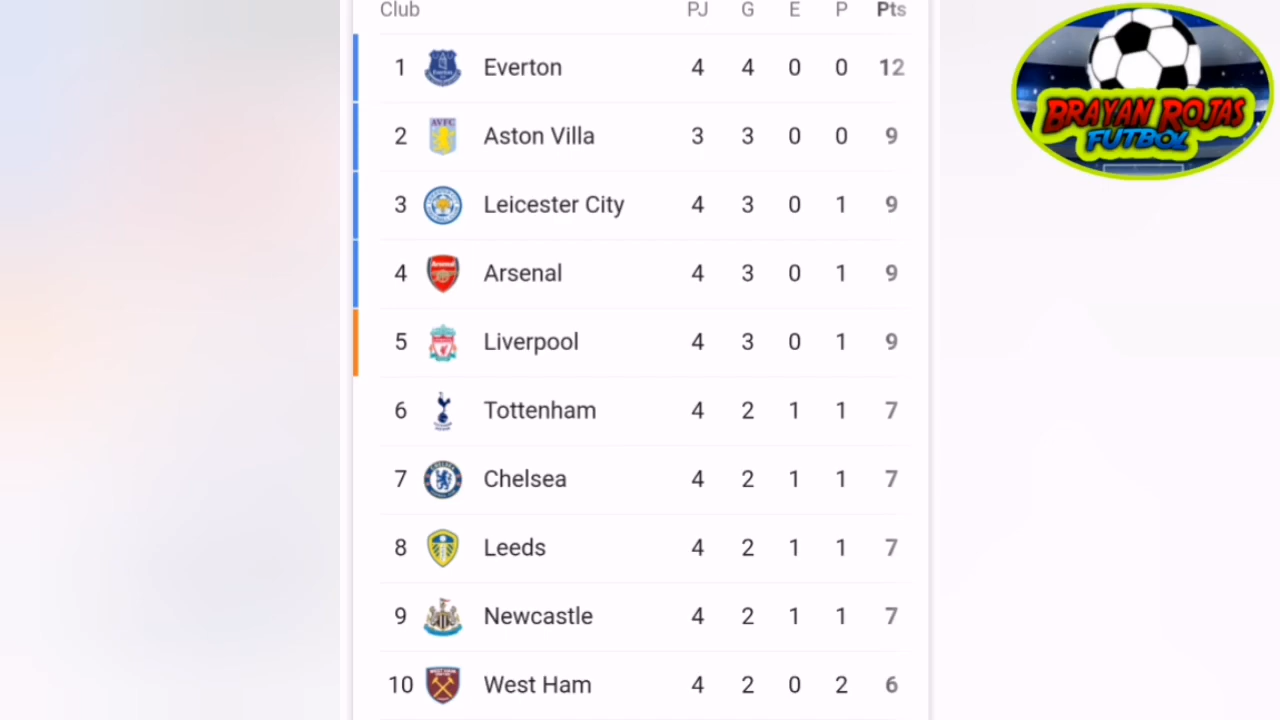 Club PJ G E P Pts
1 Everton 4 4 0 0 12
2 AVFC Aston Villa 3 3 0 0 9
3 Leicester City 4 3 0 1 9
4 Arsenal 4 3 0 1 9
5 Liverpool 4 3 0 1 9
6 Tottenham 4 2 1 1 7
7 Chelsea 4 2 1 1 7
8 Leeds 4 2 1 1 7
9 Newcastle 4 2 1 1 7
10 West Ham 4 2 0 2 6
BRAYAN ROJAS
FUTBOL